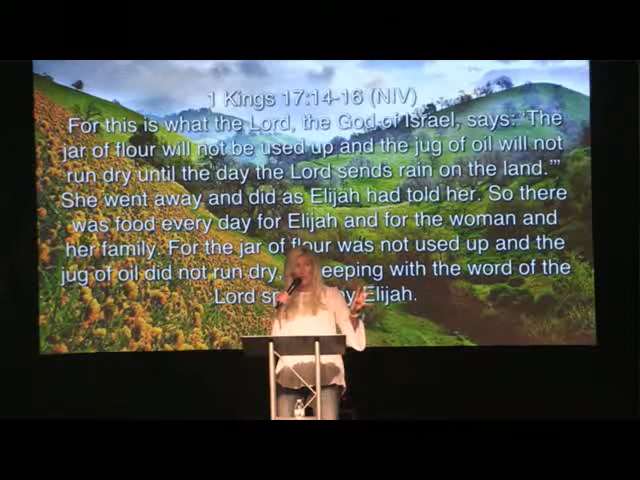 1 Kings 17:14-16 (NIV)
For this is what the Lord, the God of Israel, says: ‘The
jar of flour will not be used up and the jug of oil will not
run dry until the day the Lord sends rain on the land.’”
She went away and did as Elijah had told her. So there
was food every day for Elijah and for the woman and
her family. For the jar of flour was not used up and the
jug of oil did not run dry, eeping with the word of the
Lord sp by Elijah.